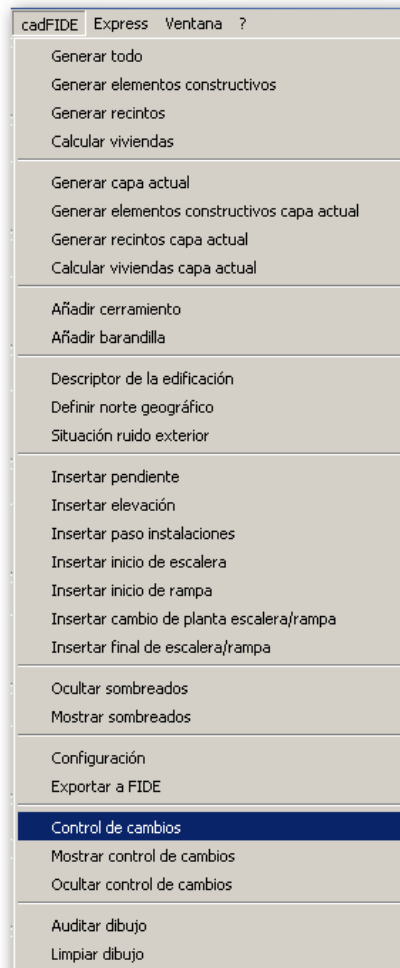 cadFIDE Express Ventana ?
Generar todo
Generar elementos constructivos
Generar recintos
Calcular viviendas
Generar capa actual
Generar elementos constructivos capa actual
Generar recintos capa actual
Calcular viviendas capa actual
Añadir cerramiento
Añadir barandilla
Descriptor de la edificación
Definir norte geográfico
Situación ruido exterior
Insertar pendiente
Insertar elevación
Insertar paso instalaciones
Insertar inicio de escalera
Insertar inicio de rampa
Insertar cambio de planta escalera/rampa
Insertar final de escalera/rampa
Ocultar sombreados
Mostrar sombreados
Configuración
Exportar a FIDE
Control de cambios
Mostrar control de cambios
Ocultar control de cambios
Auditar dibujo
Limpiar dibujo